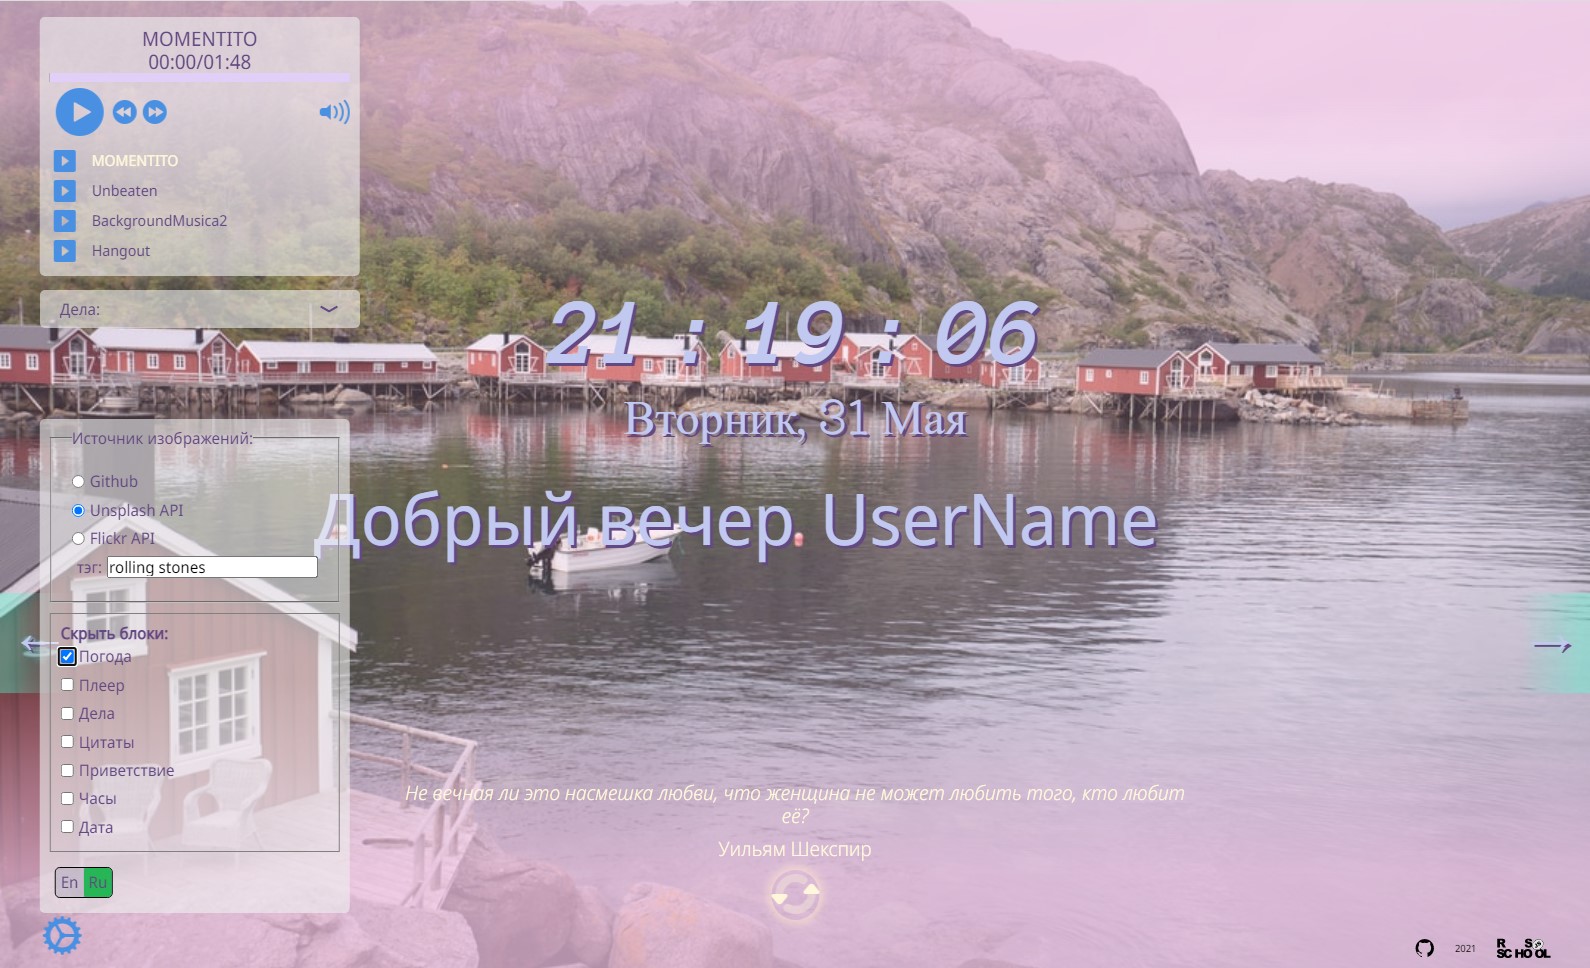 MOMENTITO
00:00/01:48
MOMENTITO
Unbeaten
BackgroundMusica2
Hangout
Дела:
21 : 19 : 06
Вторник, 31 Мая
Добрый вечер, UserName
Источник изображений:
Github
Unsplash API
Flickr API
тэг: rolling stones
Скрыть блоки:
Погода
Плеер
Дела
Цитаты
Приветствие
Часы
Дата
En Ru
Не вечная ли это насмешка любви, что женщина не может любить того, кто любит
её?
Уильям Шекспир
2021
RS
SCHOOL